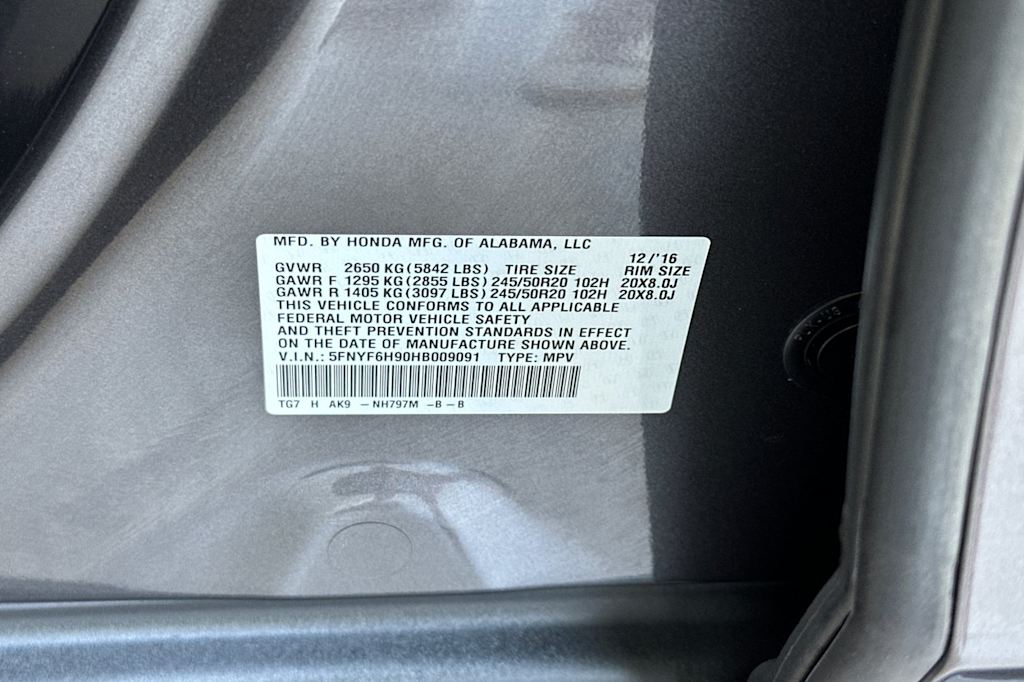 MFD. BY HONDA MFG. OF ALABAMA, LLC
12/'16
GVWR 2650 KG(5842 LBS) TIRE SIZE RIM SIZE
GAWR F 1295 KG(2855 LBS) 245/50R20 102H 20X8.0J
GAWR R 1405 KG(3097 LBS) 245/50R20 102H 20X8.0J
THIS VEHICLE CONFORMS TO ALL APPLICABLE
FEDERAL MOTOR VEHICLE SAFETY
AND THEFT PREVENTION STANDARDS IN EFFECT
ON THE DATE OF MANUFACTURE SHOWN ABOVE.
V.I.N.: 5FNYF6H90HB009091 TYPE: MPV
TG7 H AK9 -NH797M -B-B